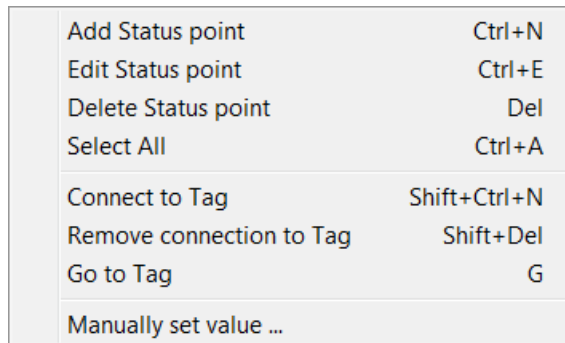 Add Status point Ctrl+N
Edit Status point Ctrl+E
Delete Status point Del
Select All Ctrl+A
Connect to Tag Shift+Ctrl+N
Remove connection to Tag Shift+Del
Go to Tag G
Manually set value ...